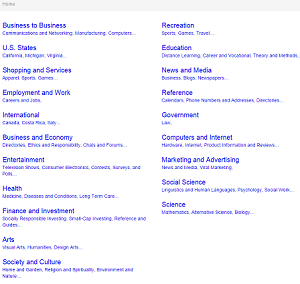 Home
Business to Business
Communications and Networking, Manufacturing, Computers...
U.S. States
California, Michigan, Virginia...
Shopping and Services
Apparel, Sports, Games...
Employment and Work
Careers and Jobs,
International
Canada, Costa Rica, Italy...
Business and Economy
Directories, Ethics and Responsibility, Chats and Forums...
Entertainment
Television Shows, Consumer Electronics, Contests, Surveys, and
Polls...
Health
Medicine, Diseases and Conditions, Long Term Care...
Finance and Investment
Socially Responsible Investing, Small-Cap Investing, Reference and
Guides...
Arts
Visual Arts, Humanities, Design Arts...
Society and Culture
Home and Garden, Religion and Spirituality, Environment and
Nature...
Recreation
Sports, Games, Travel...
Education
Distance Learning, Career and Vocational, Theory and Methods...
News and Media
Business, Blogs, Newspapers...
Reference
Calendars, Phone Numbers and Addresses, Directories...
Government
Law,
Computers and Internet
Hardware, Internet, Product Information and Reviews...
Marketing and Advertising
News and Media, Viral Marketing,
Social Science
Linguistics and Human Languages, Psychology, Social Work...
Science
Mathematics, Alternative Science, Biology...